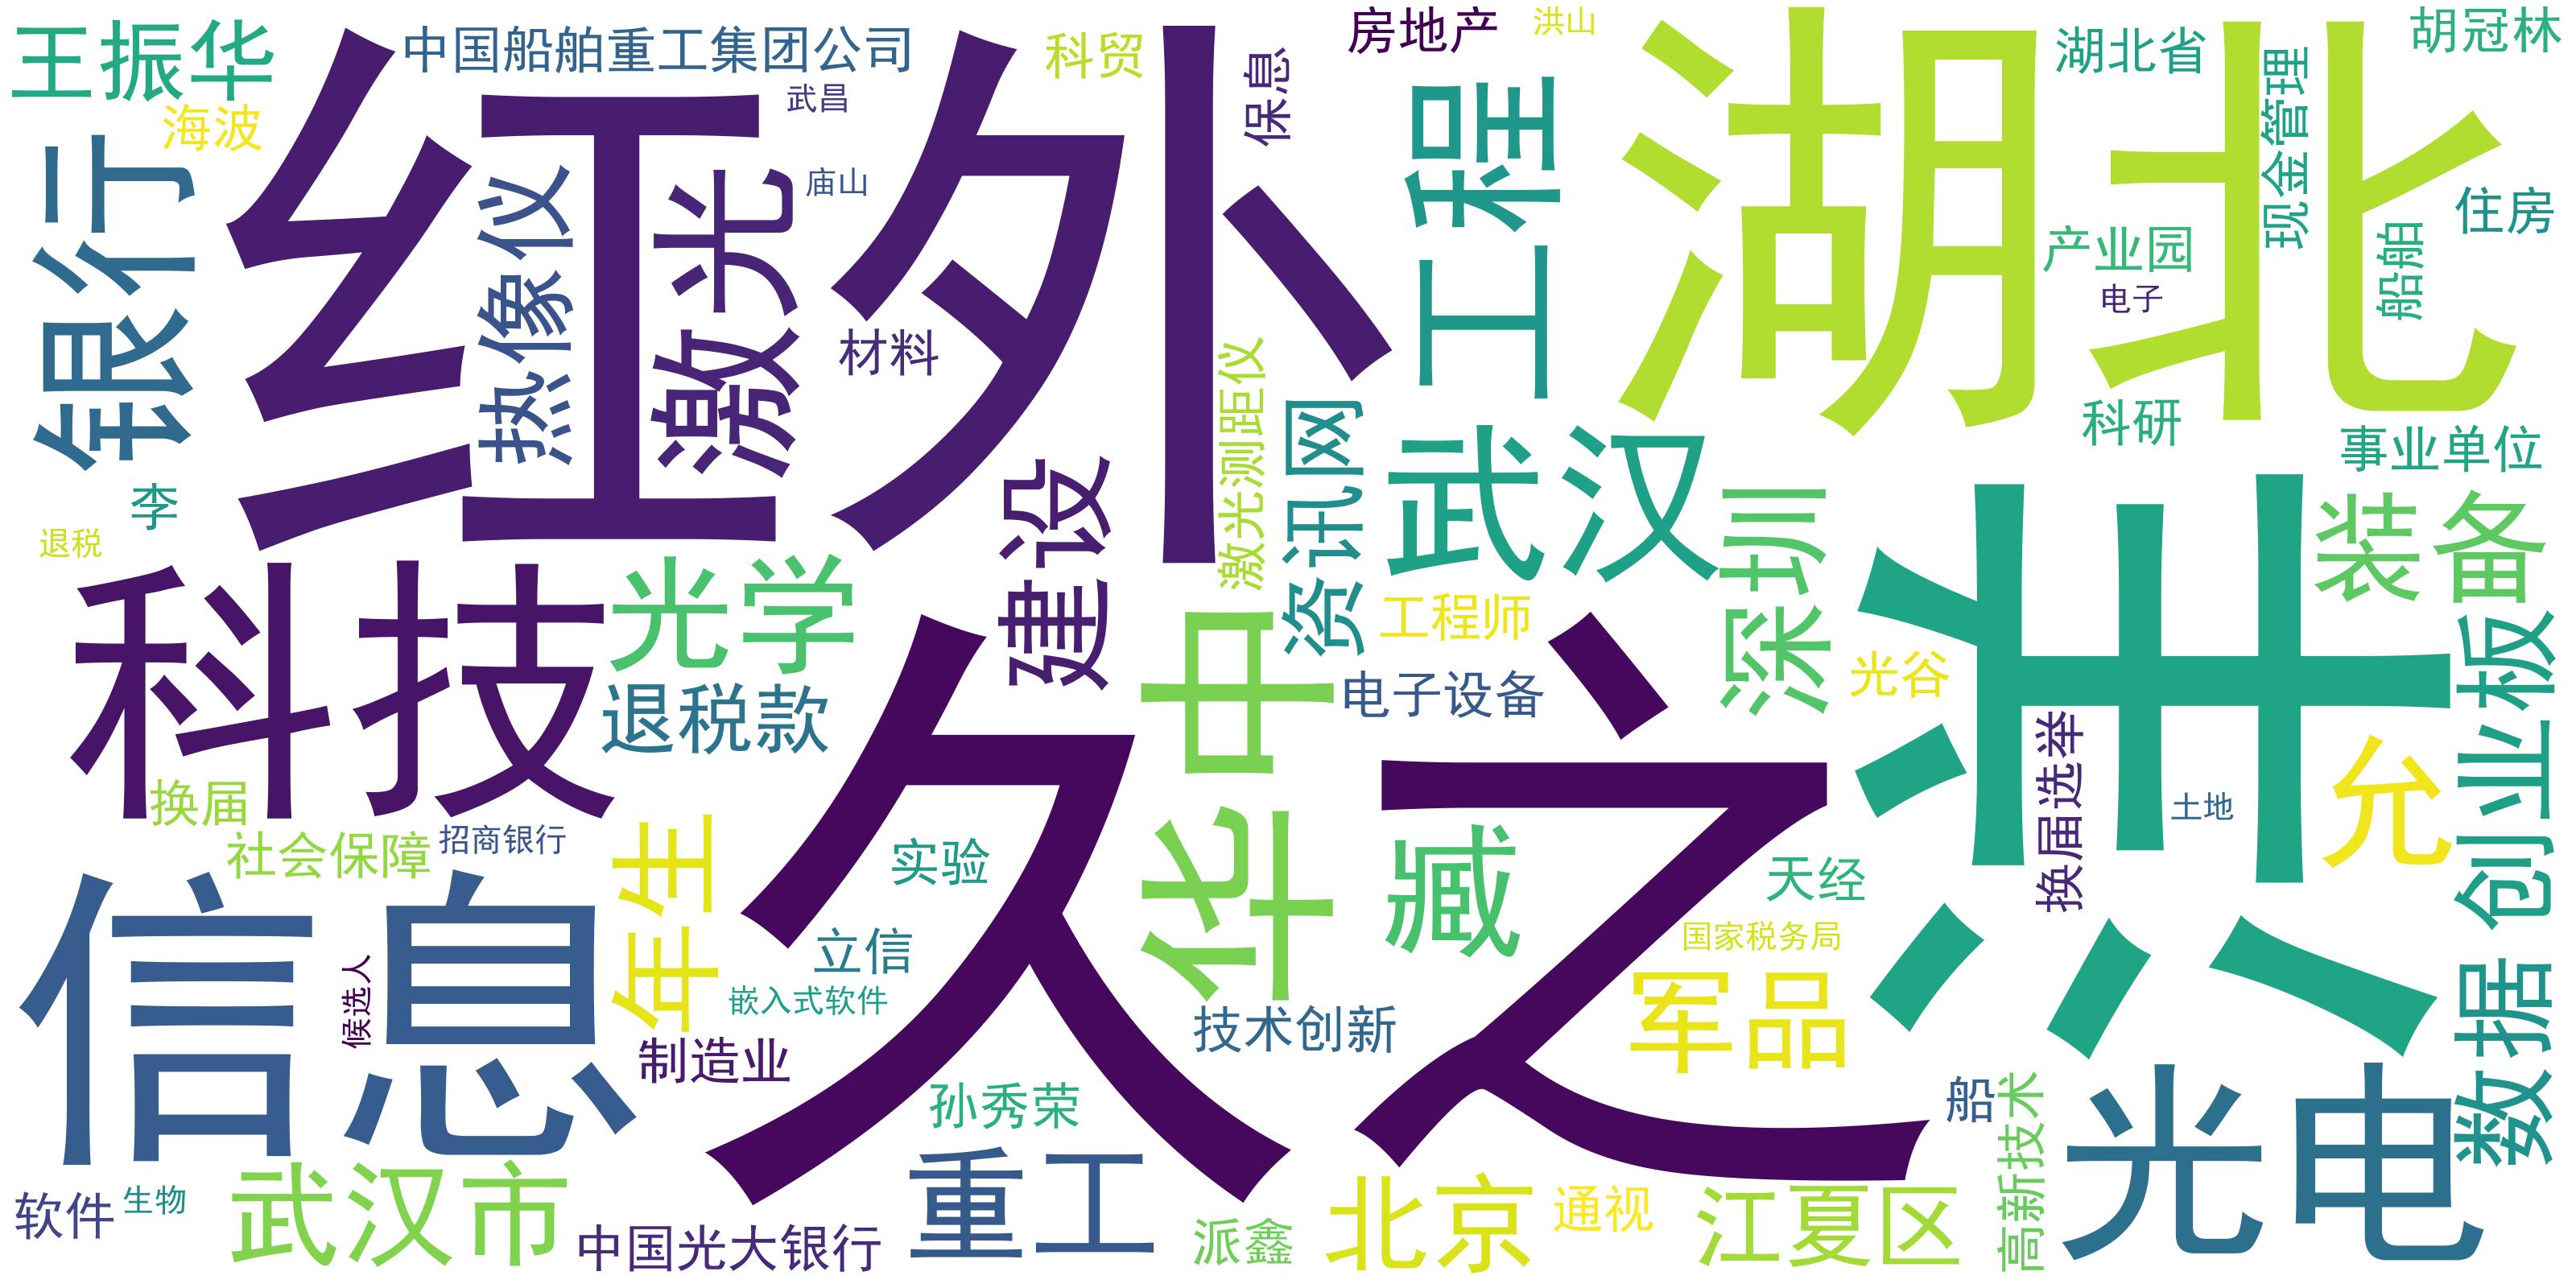 王振华
中国船舶重工集团公司
科贸
房地产
洪山
湖北省
胡冠林
海波
武昌
保息
工程
湖北
现金管理
银行
红外
热像仪
激光
庙山
材料
产业园
电子
船舶
住房
科研
事业单位
李
退税
科技
光学
退税款
建设
激光测距仪
资讯网
武汉
工程师
深圳
装备
电子设备
光谷
换届
社会保障
招商银行
华中
久之洋
换届选举
土地
允
创业板
信息
候选人
年生
实验
立信
嵌入式软件
制造业
臧
天经
国家税务局
军品
技术创新
数据
孙秀荣
船
高新技术
光电
软件
生物
武汉市
中国光大银行
重工
派鑫
北京
通视
江夏区